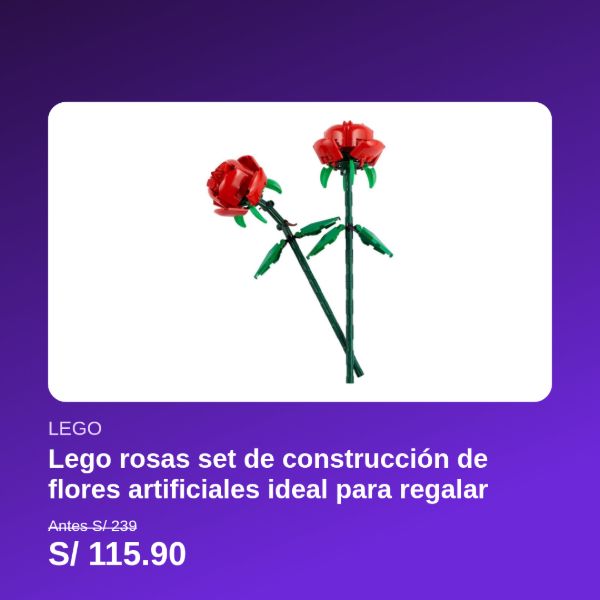 LEGO
Lego rosas set de construcción de
flores artificiales ideal para regalar
Antes S/ 239
S/ 115.90